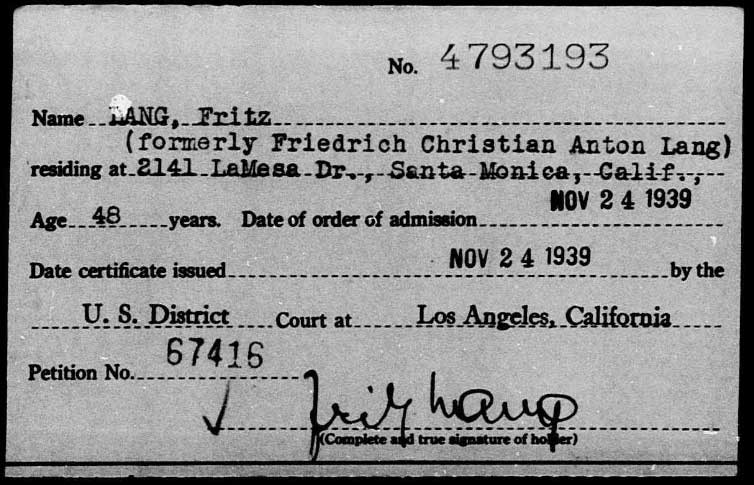 No. 4793193
Name LANG, Fritz
(formerly Friedrich Christian Anton Lang)
residing at 2141 LaMesa Dr., Santa Monica, Calif.,
Age 48 years. Date of order of admission NOV 24 1939
Date certificate issued NOV 24 1939 by the
U. S. District Court at Los Angeles, California
Petition No. 67416
Fritz Lang
(Complete and true signature of holder)